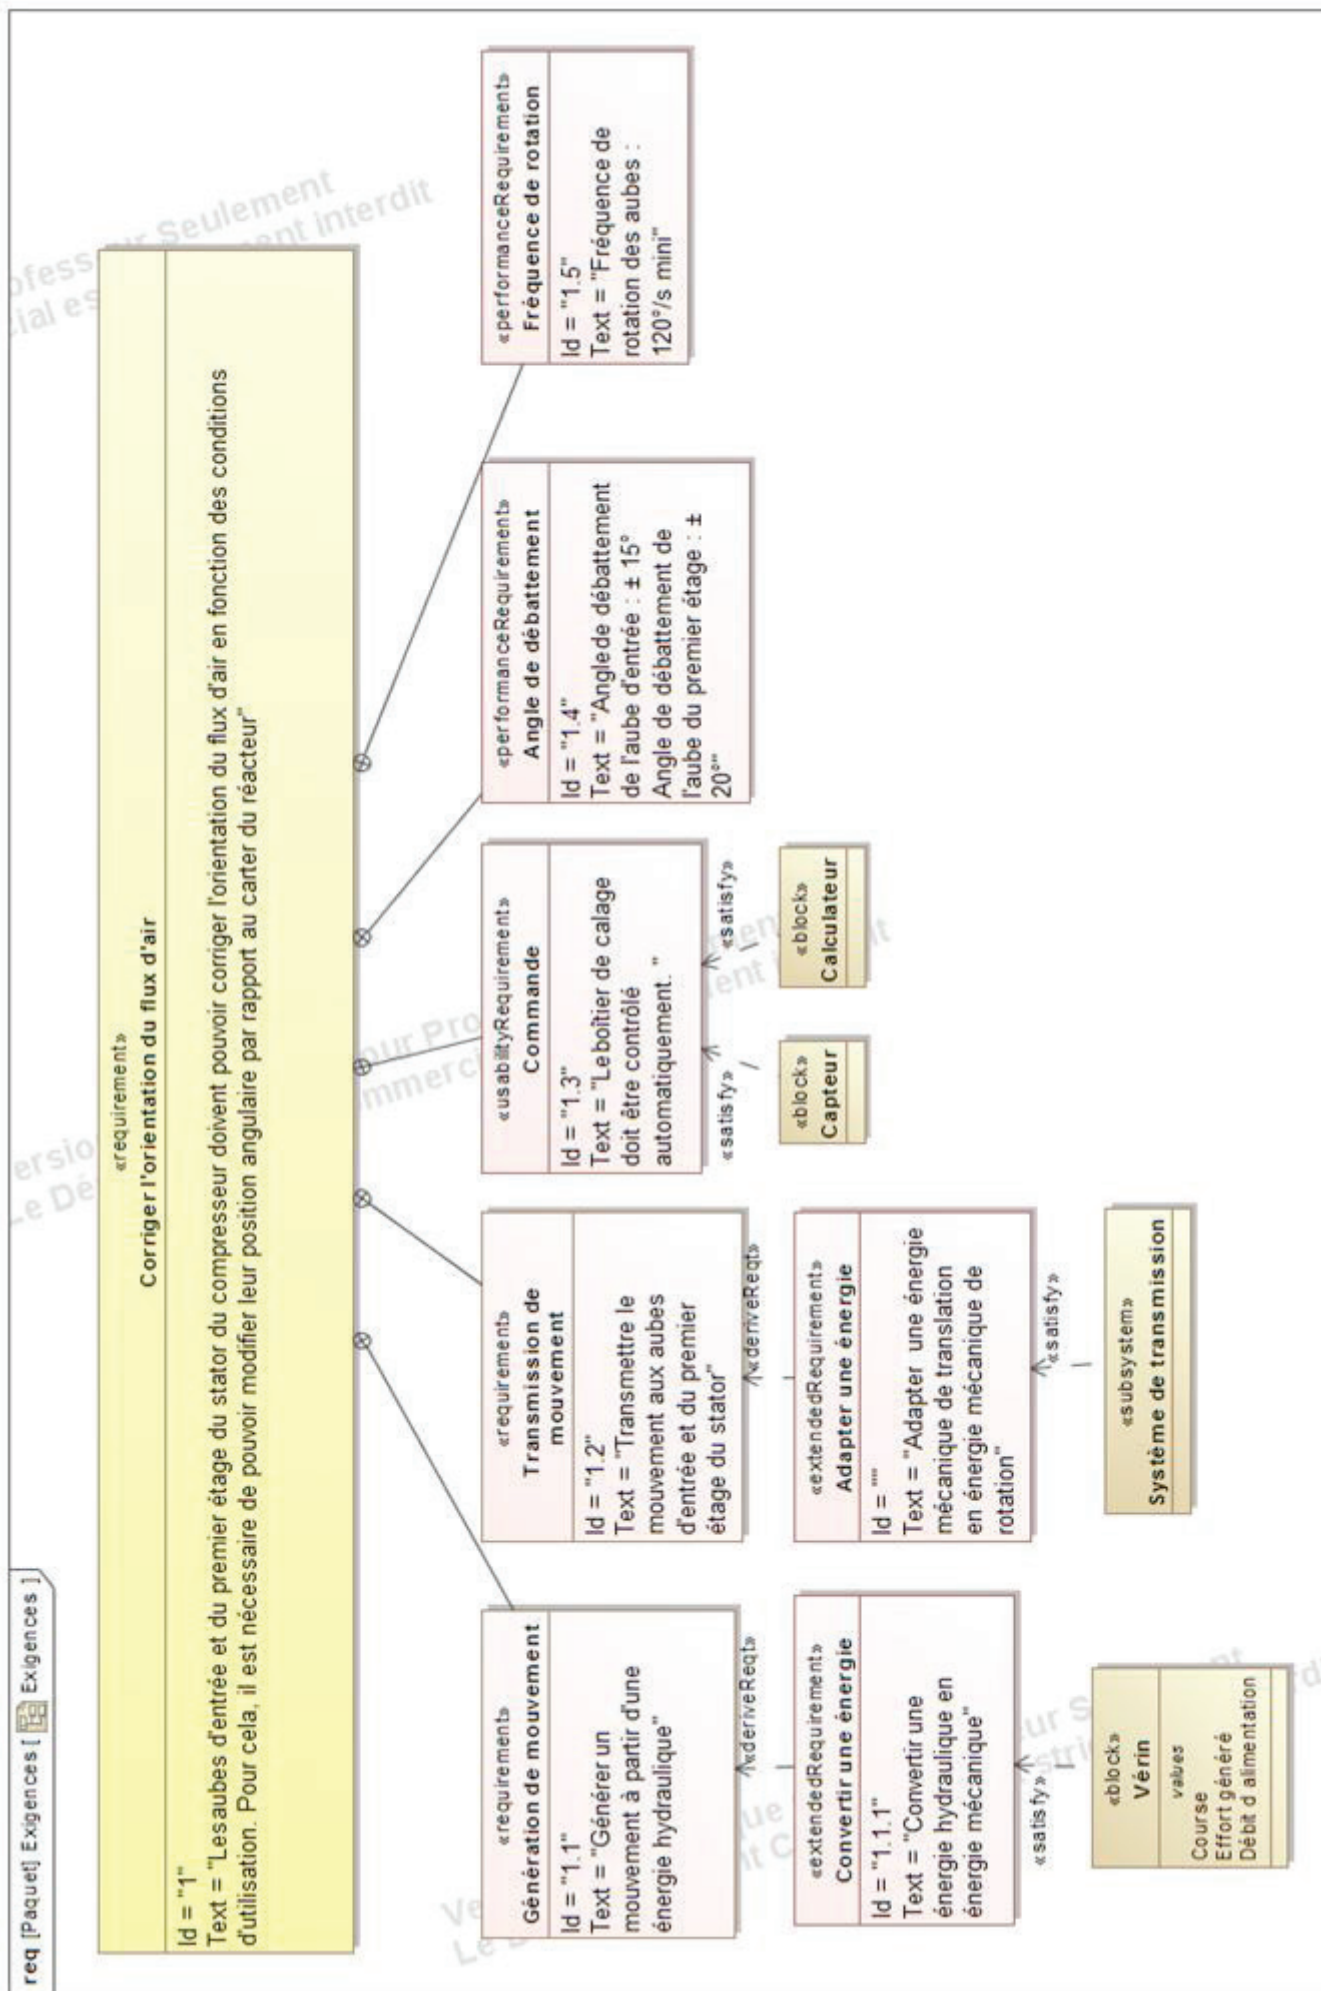 req [Paquet] Exigences [ Exigences ]
«requirement»
Corriger l'orientation du flux d'air
Id = "1"
Text = "Lesaubes d'entrée et du premier étage du stator du compresseur doivent pouvoir corriger l'orientation du flux d'air en fonction des conditions
d'utilisation. Pour cela, il est nécessaire de pouvoir modifier leur position angulaire par rapport au carter du réacteur"
«requirement»
Génération de mouvement
Id = "1.1"
Text = "Générer un
mouvement à partir d'une
énergie hydraulique"
«requirement»
Transmission de
mouvement
Id = "1.2"
Text = "Transmettre le
mouvement aux aubes
d'entrée et du premier
étage du stator"
«usabilityRequirement»
Commande
Id = "1.3"
Text = "Leboîtier de calage
doit être contrôlé
automatiquement. "
«performanceRequirement»
Angle de débattement
Id = "1.4"
Text = "Anglede débattement
de l'aube d'entrée : ± 15°
Angle de débattement de
l'aube du premier étage : ±
20°"
«performanceRequirement»
Fréquence de rotation
Id = "1.5"
Text = "Fréquence de
rotation des aubes :
120°/s mini"
«deriveReqt»
«deriveReqt»
«satisfy»
«satisfy»
«extendedRequirement»
Convertir une énergie
Id = "1.1.1"
Text = "Convertir une
énergie hydraulique en
énergie mécanique"
«extendedRequirement»
Adapter une énergie
Id = ""
Text = "Adapter une énergie
mécanique de translation
en énergie mécanique de
rotation"
«block»
Capteur
«block»
Calculateur
«satisfy»
«satisfy»
«block»
Vérin
values
Course
Effort généré
Débit d alimentation
«subsystem»
Système de transmission